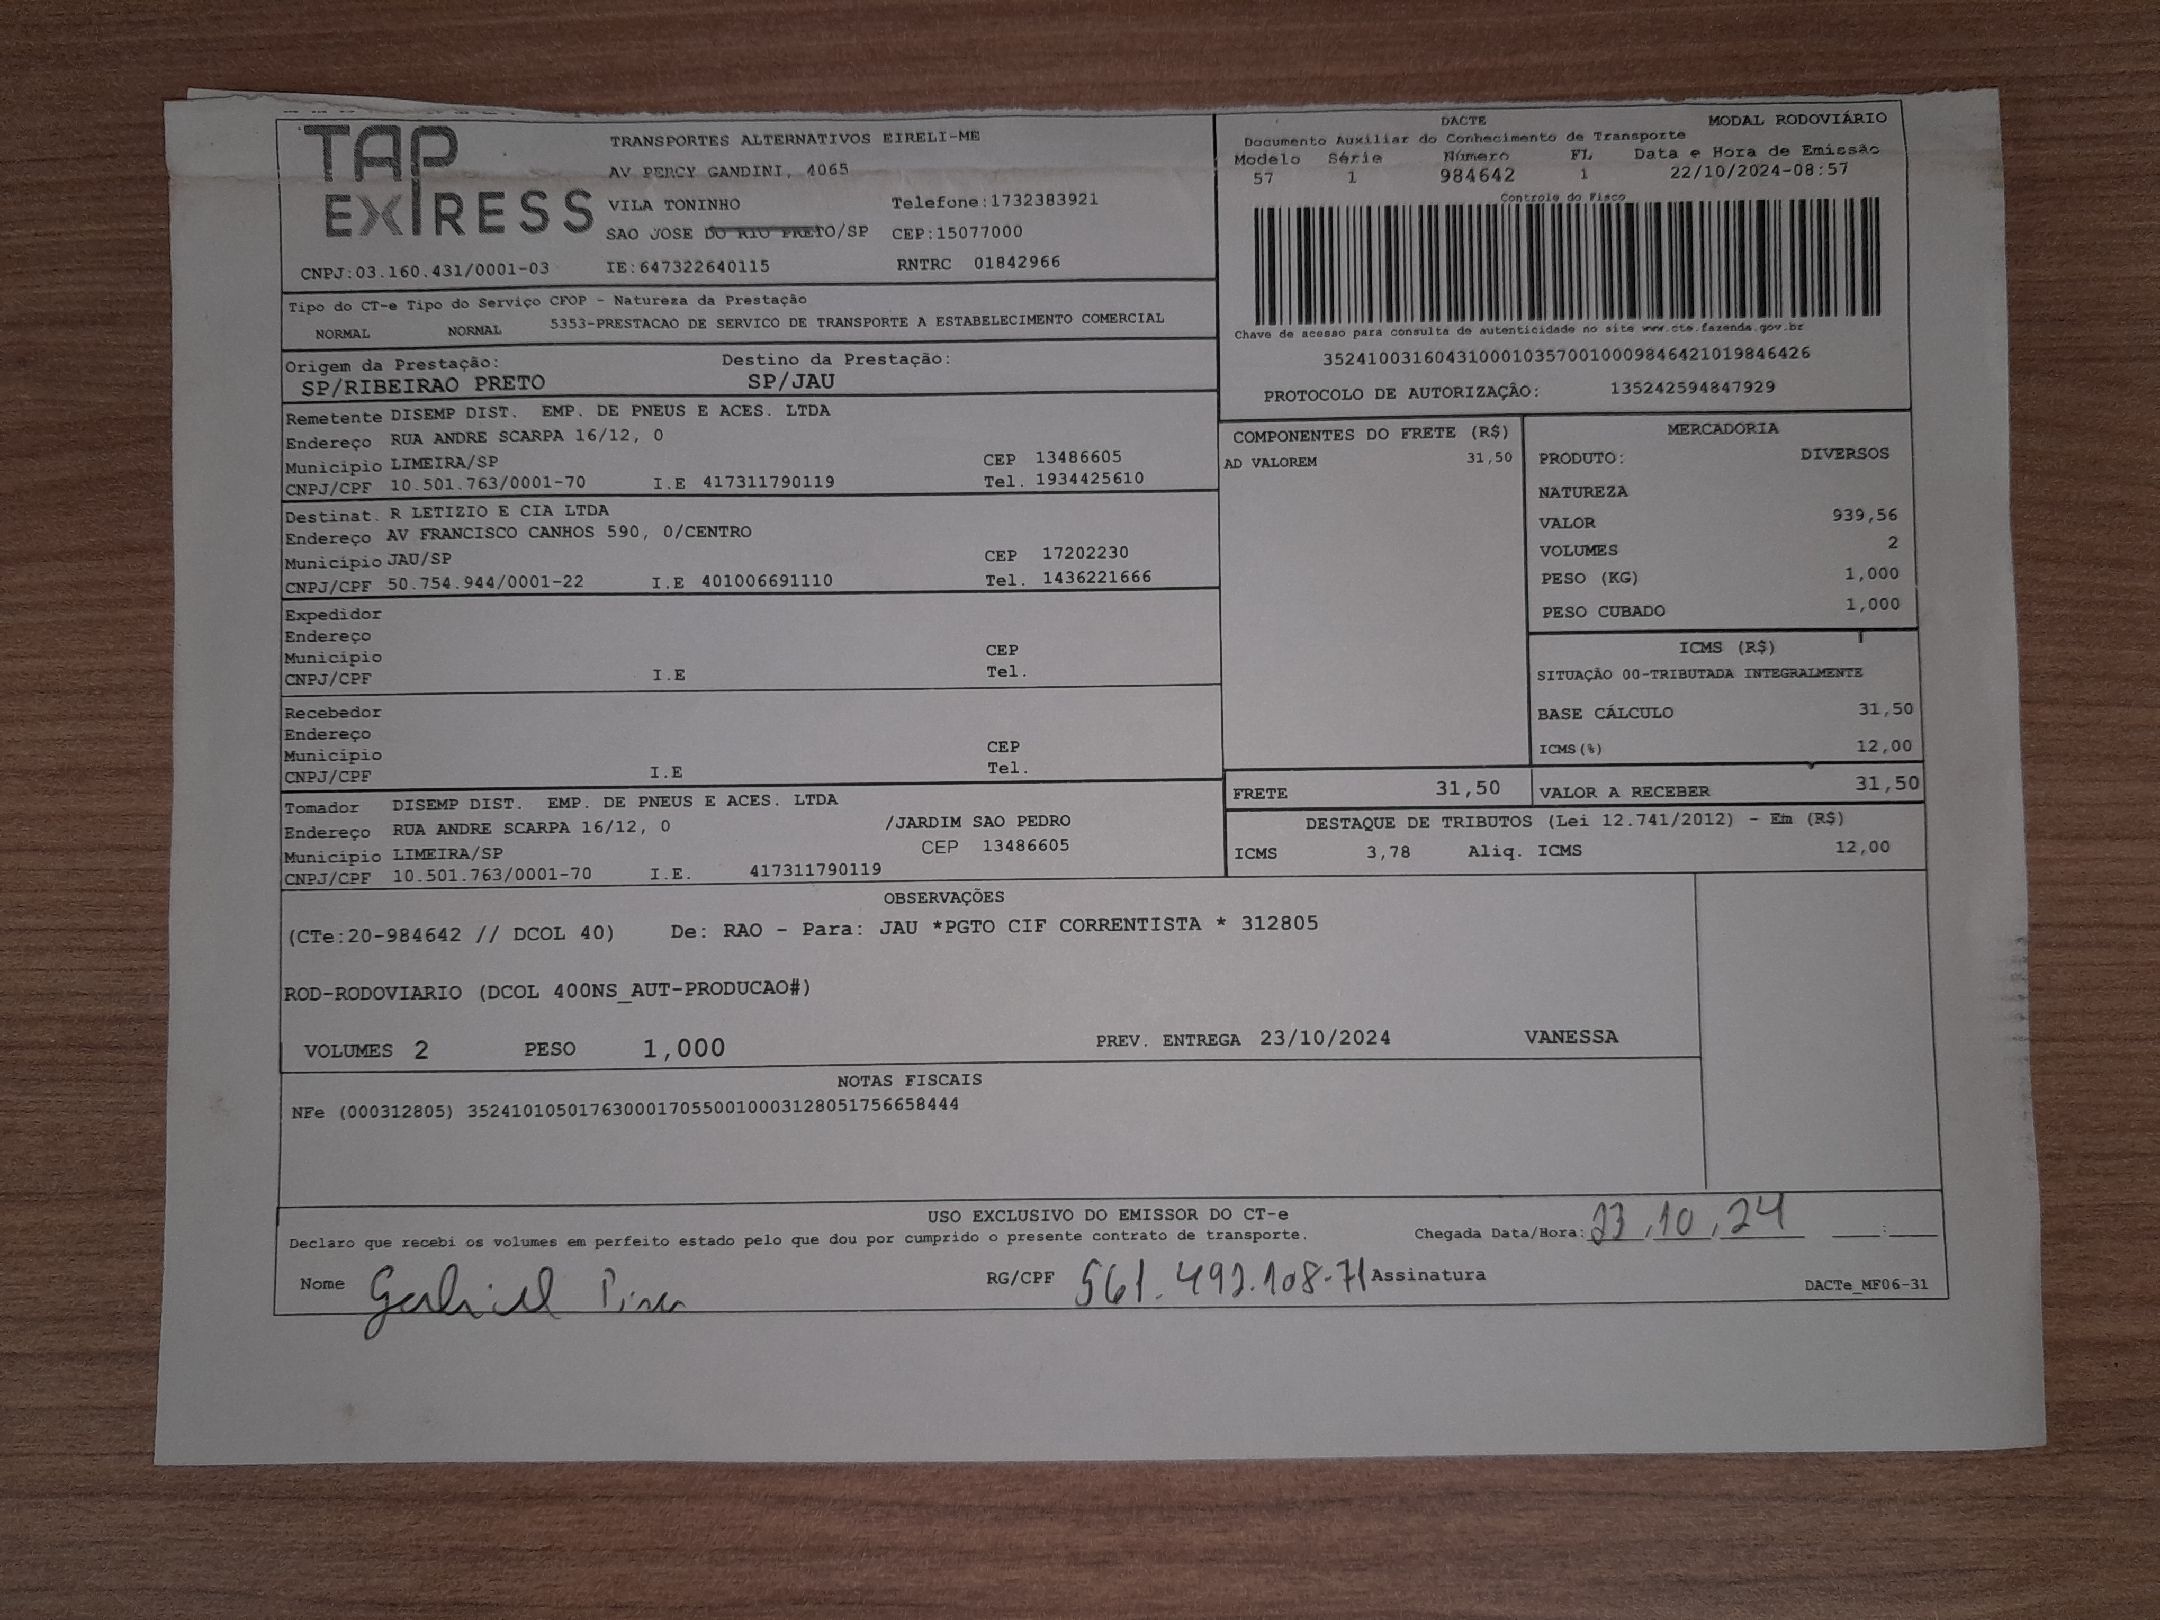 TAP
EXPRESS
TRANSPORTES ALTERNATIVOS EIRELI-ME
AV PERCY GANDINI, 4065
VILA TONINHO Telefone:1732383921
SAO JOSE DO RIO PRETO/SP CEP:15077000
CNPJ:03.160.431/0001-03 IE:647322640115 RNTRC 01842966
DACTE MODAL RODOVIÁRIO
Documento Auxiliar do Conhecimento de Transporte
Modelo Série Número FL Data e Hora de Emissão
57 1 984642 1 22/10/2024-08:57
Controle do Fisco
Chave de acesso para consulta de autenticidade no site www.cte.fazenda.gov.br
35241003160431000103570010009846421019846426
PROTOCOLO DE AUTORIZAÇÃO: 135242594847929
Tipo do CT-e Tipo do Serviço CFOP - Natureza da Prestação
NORMAL NORMAL 5353-PRESTACAO DE SERVICO DE TRANSPORTE A ESTABELECIMENTO COMERCIAL
Origem da Prestação: Destino da Prestação:
SP/RIBEIRAO PRETO SP/JAU
Remetente DISEMP DIST. EMP. DE PNEUS E ACES. LTDA
Endereço RUA ANDRE SCARPA 16/12, 0
Município LIMEIRA/SP CEP 13486605
CNPJ/CPF 10.501.763/0001-70 I.E 417311790119 Tel. 1934425610
Destinat. R LETIZIO E CIA LTDA
Endereço AV FRANCISCO CANHOS 590, 0/CENTRO
Município JAU/SP CEP 17202230
CNPJ/CPF 50.754.944/0001-22 I.E 401006691110 Tel. 1436221666
Expedidor
Endereço
Município CEP
CNPJ/CPF I.E Tel.
Recebedor
Endereço
Município CEP
CNPJ/CPF I.E Tel.
Tomador DISEMP DIST. EMP. DE PNEUS E ACES. LTDA
Endereço RUA ANDRE SCARPA 16/12, 0 /JARDIM SAO PEDRO
Município LIMEIRA/SP CEP 13486605
CNPJ/CPF 10.501.763/0001-70 I.E. 417311790119
COMPONENTES DO FRETE (R$)
AD VALOREM 31,50
MERCADORIA
PRODUTO: DIVERSOS
NATUREZA
VALOR 939,56
VOLUMES 2
PESO (KG) 1,000
PESO CUBADO 1,000
ICMS (R$)
SITUAÇÃO 00-TRIBUTADA INTEGRALMENTE
BASE CÁLCULO 31,50
ICMS(%) 12,00
FRETE 31,50 VALOR A RECEBER 31,50
DESTAQUE DE TRIBUTOS (Lei 12.741/2012) - Em (R$)
ICMS 3,78 Aliq. ICMS 12,00
OBSERVAÇÕES
(CTe:20-984642 // DCOL 40) De: RAO - Para: JAU *PGTO CIF CORRENTISTA * 312805
ROD-RODOVIARIO (DCOL 400NS_AUT-PRODUCAO#)
VOLUMES 2 PESO 1,000 PREV. ENTREGA 23/10/2024 VANESSA
NOTAS FISCAIS
NFe (000312805) 35241010501763000170550010003128051756658444
USO EXCLUSIVO DO EMISSOR DO CT-e
Declaro que recebi os volumes em perfeito estado pelo que dou por cumprido o presente contrato de transporte. Chegada Data/Hora: 23,10,24 :
Nome Gabriel RG/CPF 561.492.108-71 Assinatura DACTe_MF06-31